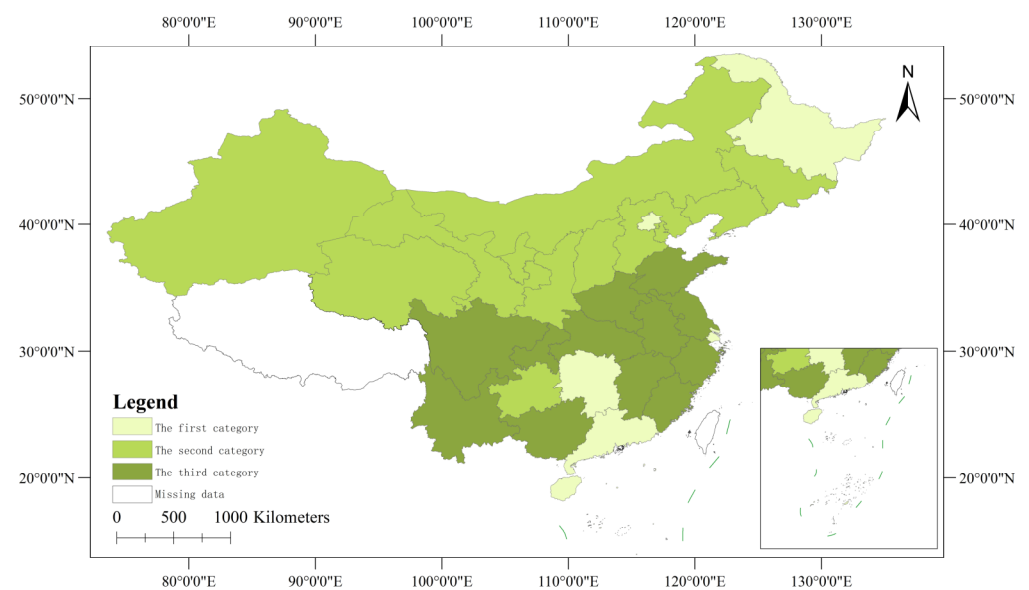 80°0'0"E 90°0'0"E 100°0'0"E 110°0'0"E 120°0'0"E 130°0'0"E
N
50°0'0"N 50°0'0"N
40°0'0"N 40°0'0"N
30°0'0"N 30°0'0"N
Legend
The first category
The second category
The third category
20°0'0"N 20°0'0"N
Missing data
0 500 1000 Kilometers
80°0'0"E 90°0'0"E 100°0'0"E 110°0'0"E 120°0'0"E 130°0'0"E